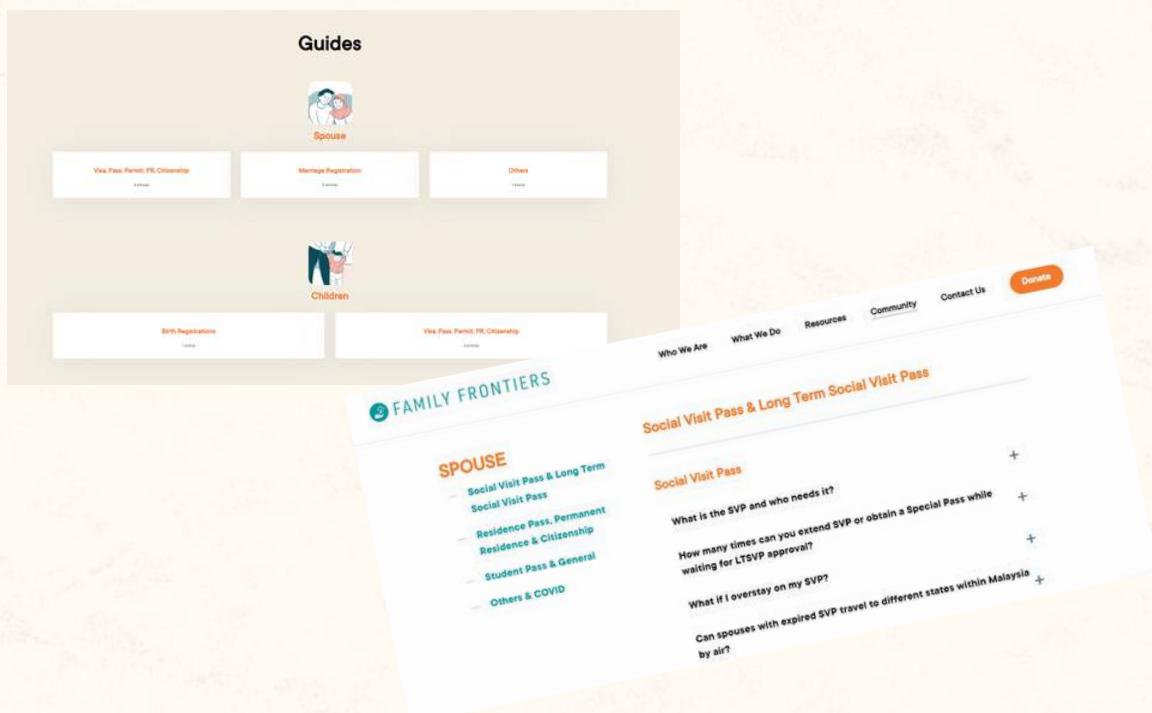 Guides
Spouse
Visa, Pass, Permit, PR, Citizenship
Marriage Registration
Others
Children
Birth Registrations
Visa, Pass, Permit, PR, Citizenship
FAMILY FRONTIERS
Who We Are
What We Do
Resources
Community
Contact Us
Donate
SPOUSE
Social Visit Pass & Long Term
Social Visit Pass
Residence Pass, Permanent
Residence & Citizenship
Student Pass & General
Others & COVID
Social Visit Pass & Long Term Social Visit Pass
Social Visit Pass
What is the SVP and who needs it?
How many times can you extend SVP or obtain a Special Pass while
waiting for LTSVP approval?
What if I overstay on my SVP?
Can spouses with expired SVP travel to different states within Malaysia
by air?